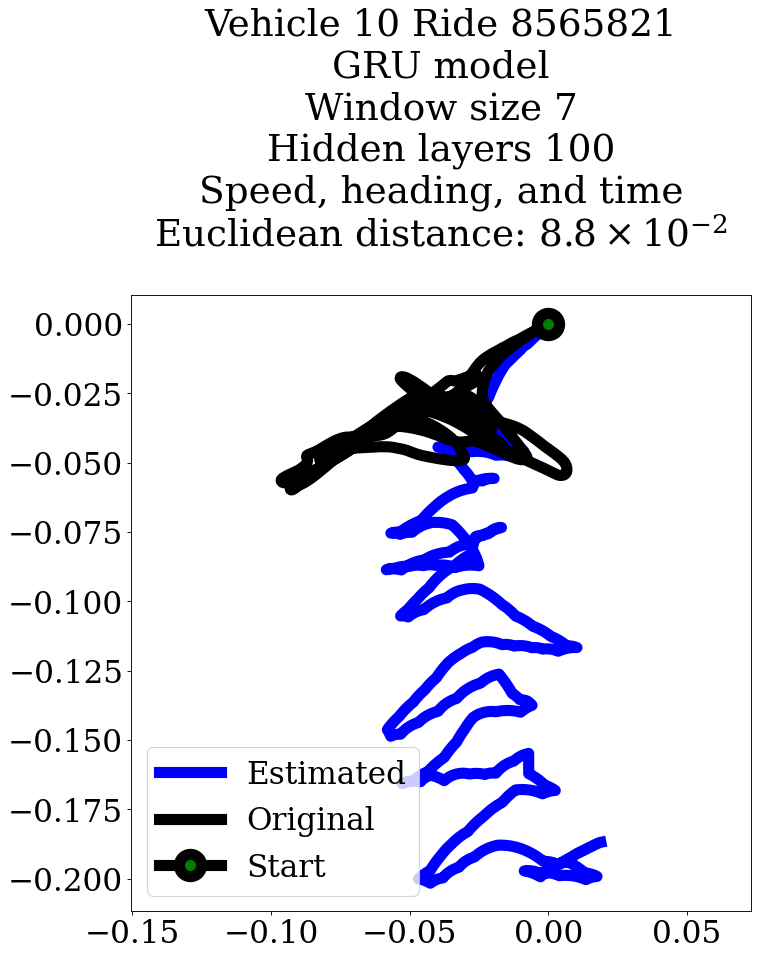 Vehicle 10 Ride 8565821
GRU model
Window size 7
Hidden layers 100
Speed, heading, and time
Euclidean distance: 8.8 × 10⁻²
0.000
−0.025
−0.050
−0.075
−0.100
−0.125
−0.150
−0.175
−0.200
Estimated
Original
Start
−0.15 −0.10 −0.05 0.00 0.05